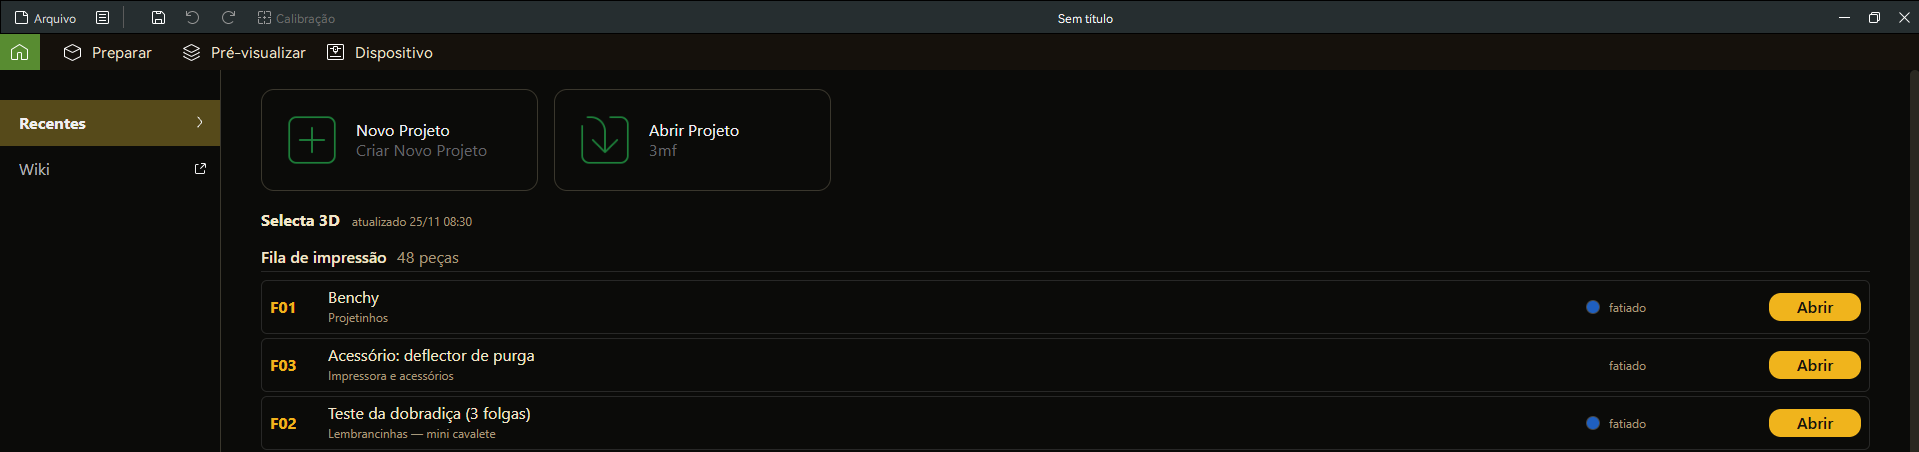 Arquivo Calibração Sem título
Preparar Pré-visualizar Dispositivo
Recentes
Wiki
Novo Projeto
Criar Novo Projeto
Abrir Projeto
3mf
Selecta 3D atualizado 25/11 08:30
Fila de impressão 48 peças
F01 Benchy fatiado Abrir
Projetinhos
F03 Acessório: deflector de purga fatiado Abrir
Impressora e acessórios
F02 Teste da dobradiça (3 folgas) fatiado Abrir
Lembrancinhas — mini cavalete